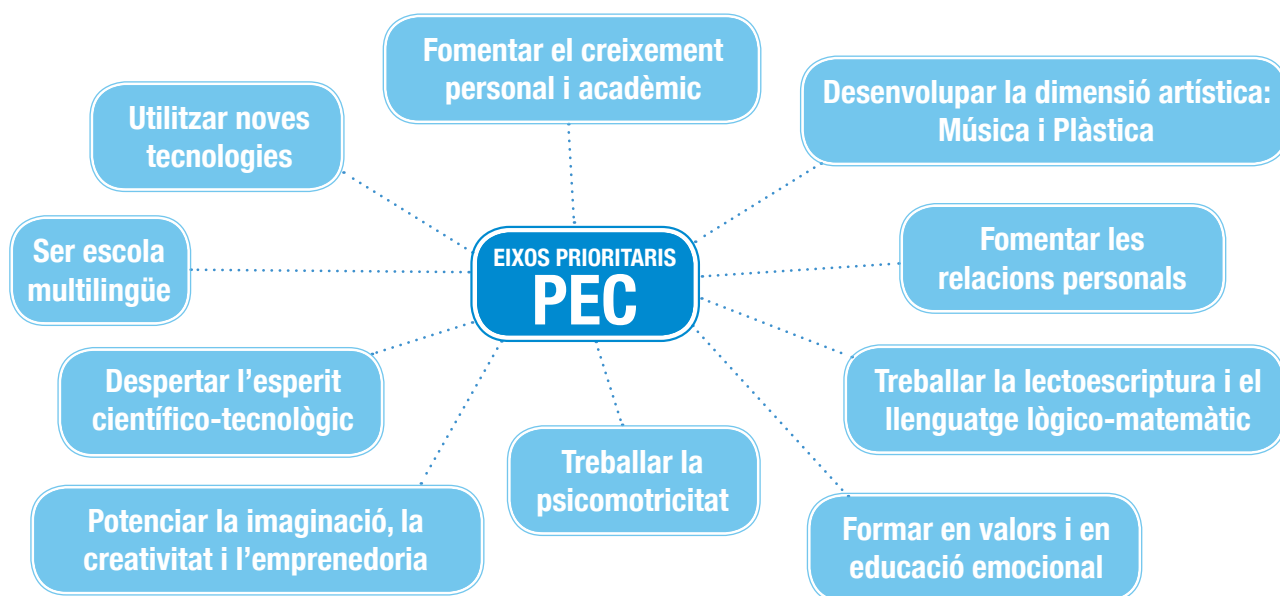 Fomentar el creixement
personal i acadèmic
Desenvolupar la dimensió artística:
Música i Plàstica
Utilitzar noves
tecnologies
Fomentar les
relacions personals
Ser escola
multilingüe
EIXOS PRIORITARIS
PEC
Despertar l’esperit
científico-tecnològic
Treballar la lectoescriptura i el
llenguatge lògico-matemàtic
Treballar la
psicomotricitat
Potenciar la imaginació, la
creativitat i l’emprenedoria
Formar en valors i en
educació emocional